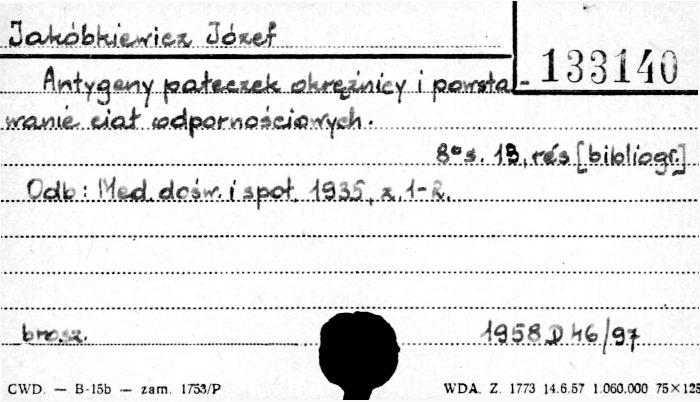 Jakóbkiewicz Józef
133140
Antygeny pałeczek okrężnicy i powsta-
wanie ciał odpornościowych.
8° s. 13, rés [bibliogr.]
Odb: Med. dośw. i społ. 1935, z. 1-2.
brosz.
1958 D 46/97
CWD. — B-15b — zam. 1753/P
WDA. Z. 1773 14.6.57 1.060.000 75×125